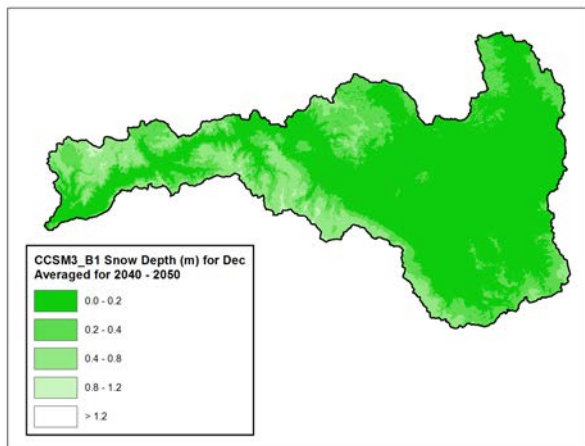 CCSM3_B1 Snow Depth (m) for Dec
Averaged for 2040 - 2050
0.0 - 0.2
0.2 - 0.4
0.4 - 0.8
0.8 - 1.2
> 1.2